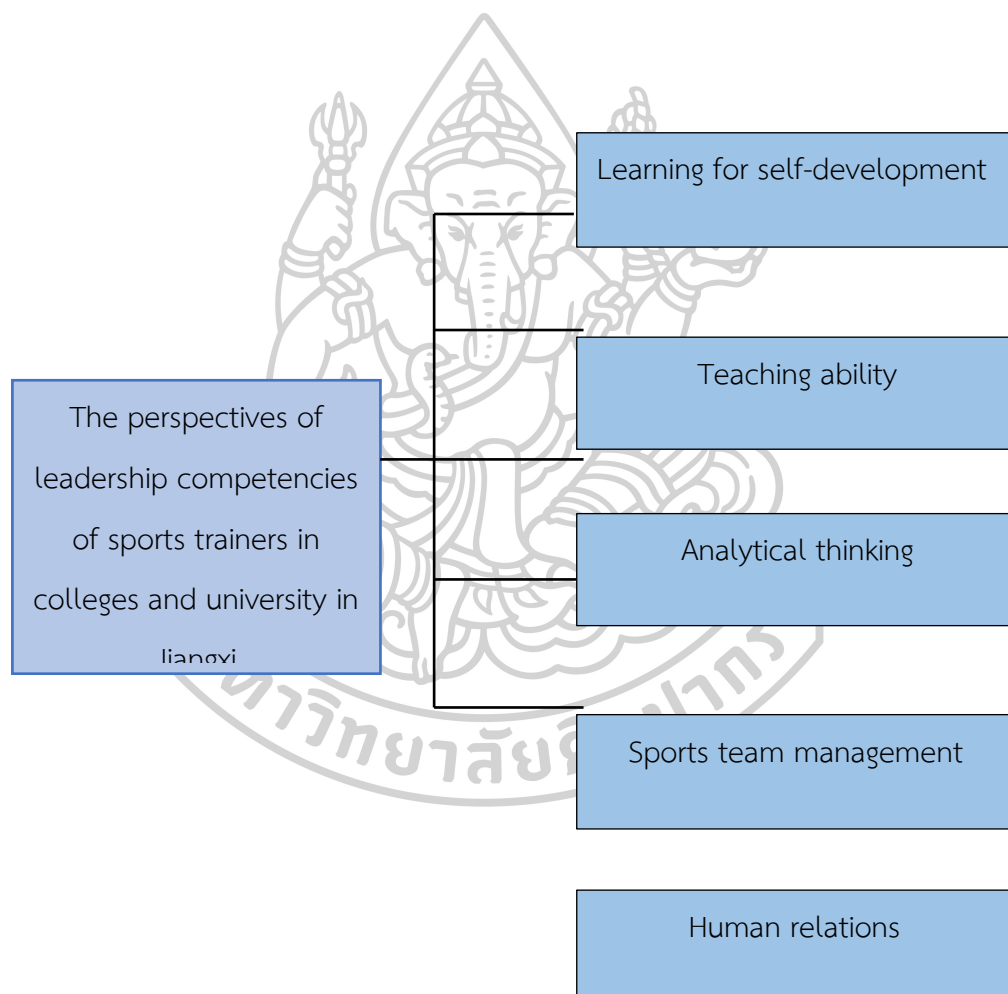 The perspectives of
leadership competencies
of sports trainers in
colleges and university in
Jiangxi
Learning for self-development
Teaching ability
Analytical thinking
Sports team management
Human relations